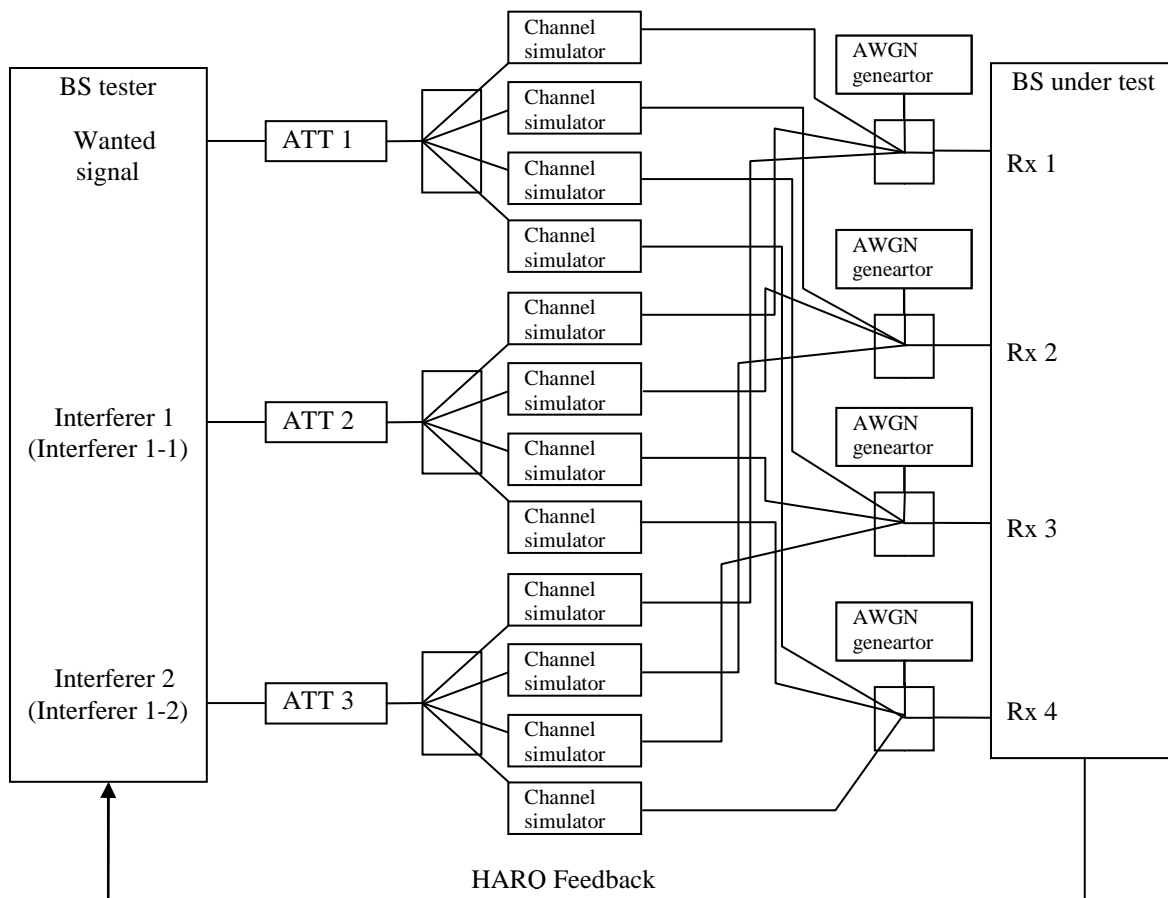 BS tester
Wanted
signal
Interferer 1
(Interferer 1-1)
Interferer 2
(Interferer 1-2)
ATT 1
ATT 2
ATT 3
Channel
simulator
Channel
simulator
Channel
simulator
Channel
simulator
Channel
simulator
Channel
simulator
Channel
simulator
Channel
simulator
Channel
simulator
Channel
simulator
Channel
simulator
Channel
simulator
AWGN
geneartor
AWGN
geneartor
AWGN
geneartor
AWGN
geneartor
BS under test
Rx 1
Rx 2
Rx 3
Rx 4
HARO Feedback